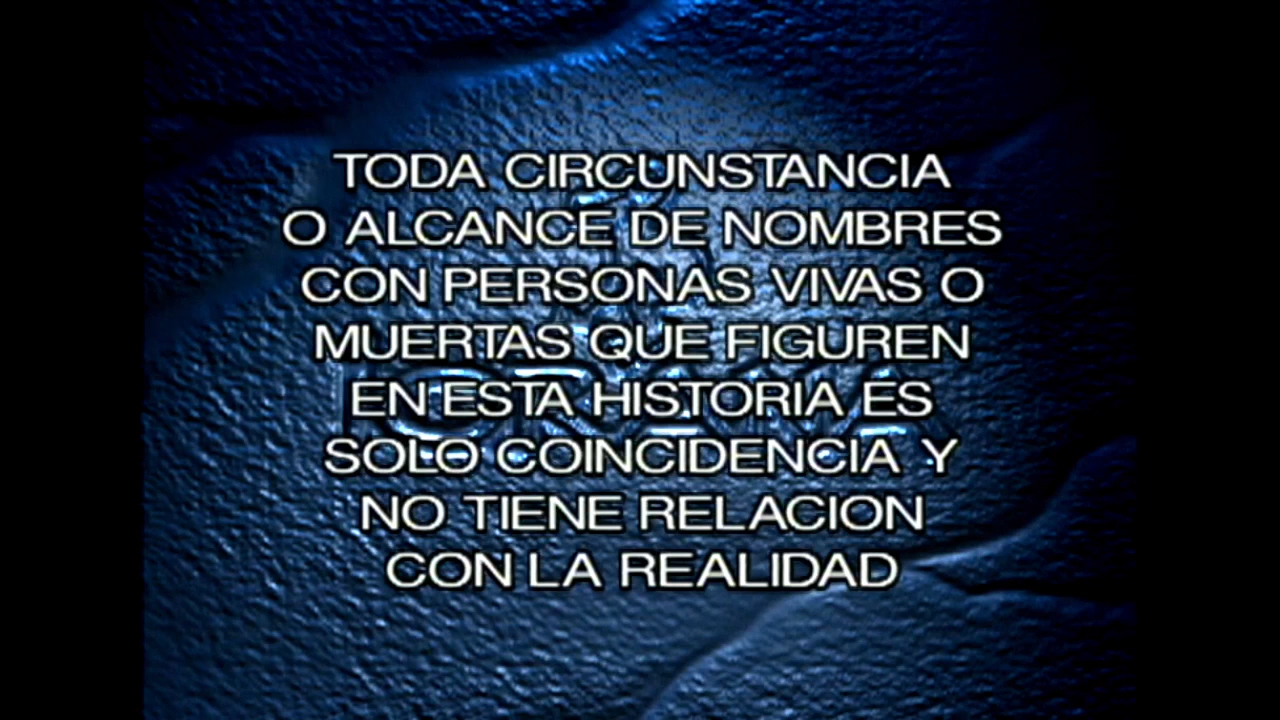 TODA CIRCUNSTANCIA
O ALCANCE DE NOMBRES
CON PERSONAS VIVAS O
MUERTAS QUE FIGUREN
EN ESTA HISTORIA ES
SOLO COINCIDENCIA Y
NO TIENE RELACION
CON LA REALIDAD